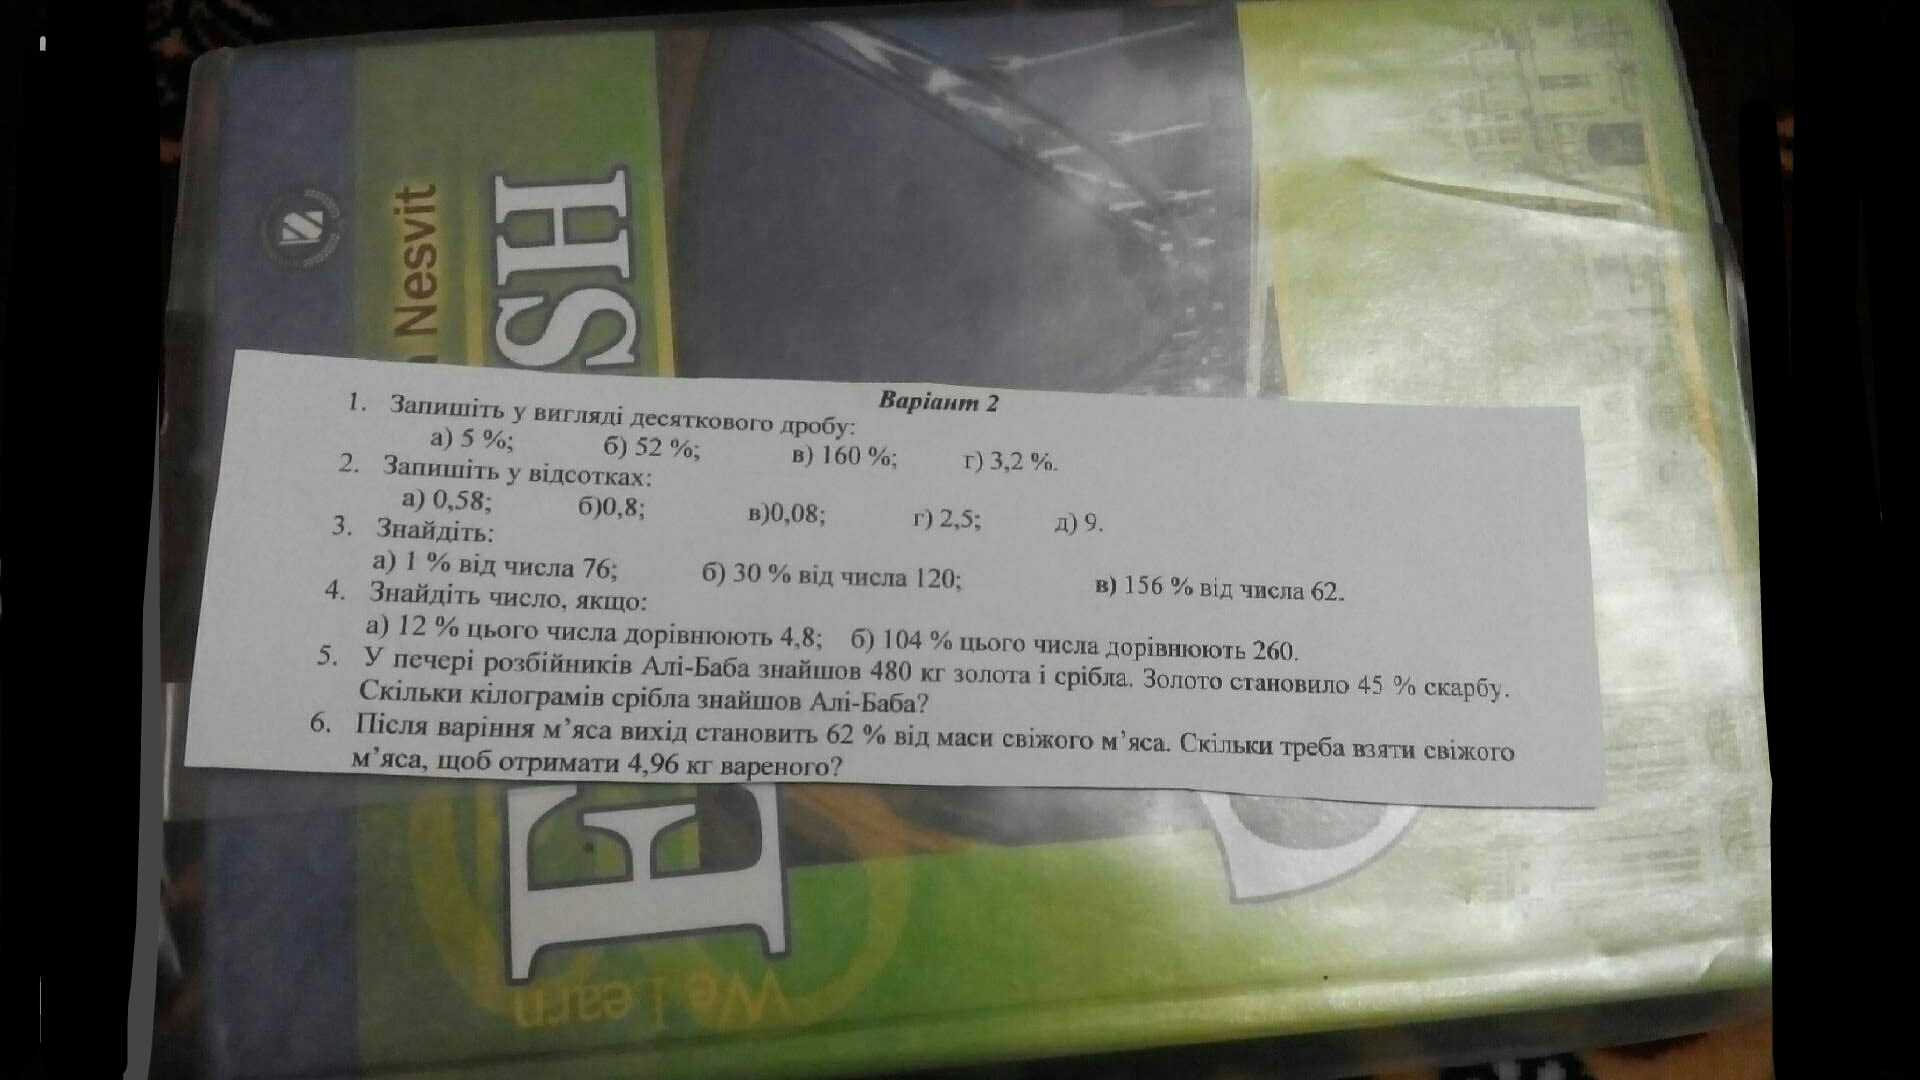 Nesvit
SH
Варіант 2
1. Запишіть у вигляді десяткового дробу:
а) 5 %; б) 52 %; в) 160 %; г) 3,2 %.
2. Запишіть у відсотках:
а) 0,58; б)0,8; в)0,08; г) 2,5; д) 9.
3. Знайдіть:
а) 1 % від числа 76; б) 30 % від числа 120; в) 156 % від числа 62.
4. Знайдіть число, якщо:
а) 12 % цього числа дорівнюють 4,8; б) 104 % цього числа дорівнюють 260.
5. У печері розбійників Алі-Баба знайшов 480 кг золота і срібла. Золото становило 45 % скарбу.
Скільки кілограмів срібла знайшов Алі-Баба?
6. Після варіння м’яса вихід становить 62 % від маси свіжого м’яса. Скільки треба взяти свіжого
м’яса, щоб отримати 4,96 кг вареного?
E
We Learn